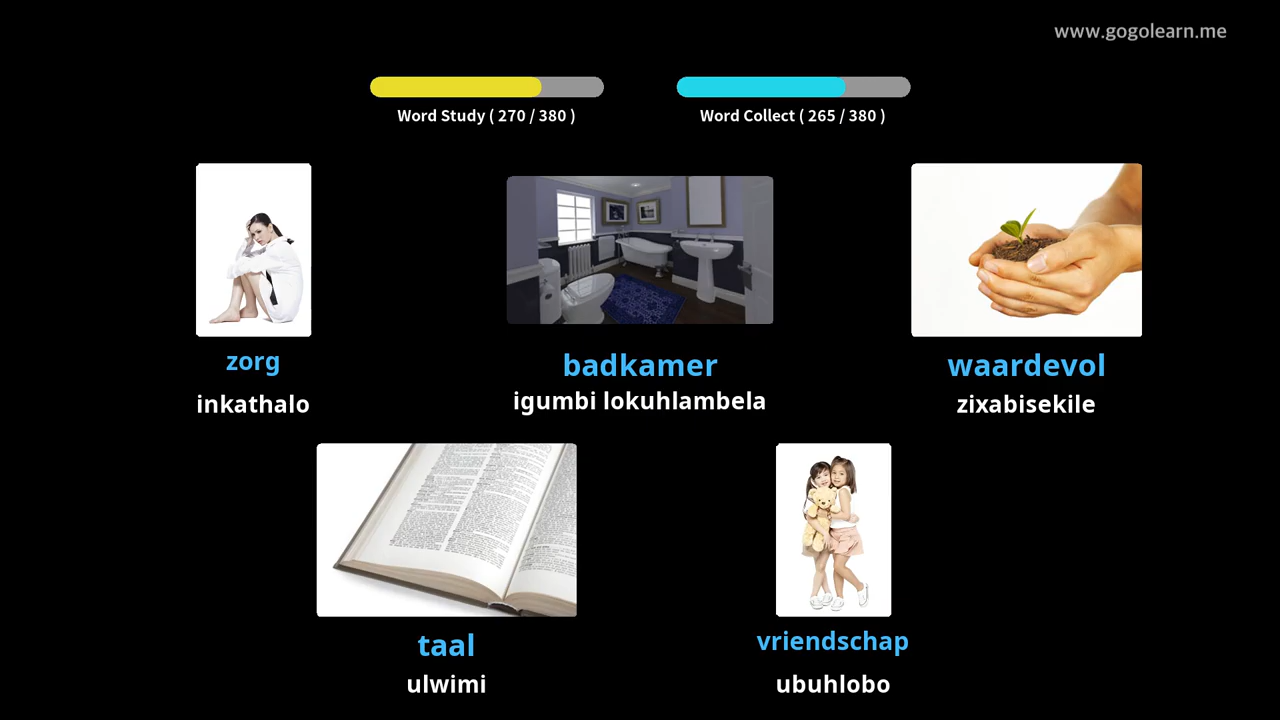 www.gogolearn.me
Word Study ( 270 / 380 )
Word Collect ( 265 / 380 )
zorg
inkathalo
badkamer
igumbi lokuhlambela
waardevol
zixabisekile
taal
ulwimi
vriendschap
ubuhlobo